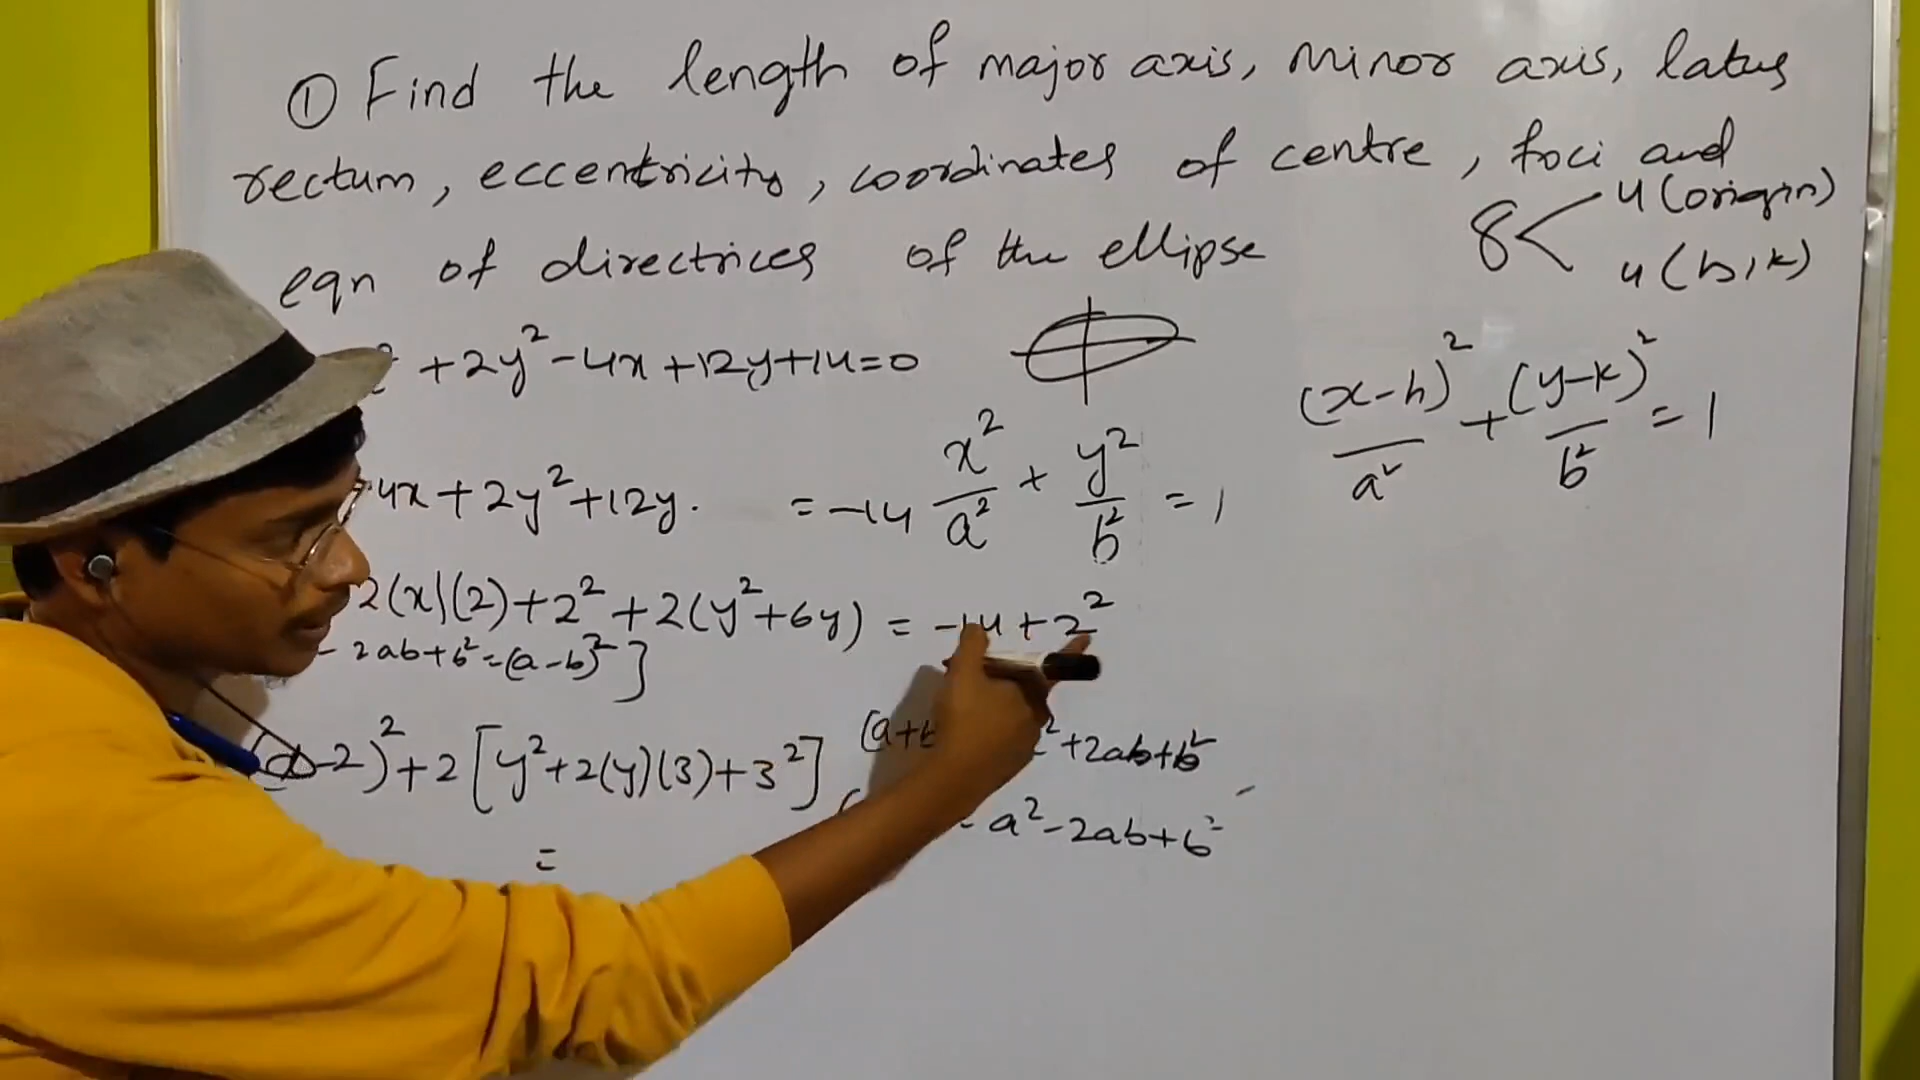 ① Find the length of major axis, minor axis, latus
rectum, eccentricity, coordinates of centre, foci and
8 < 4 (origin)
4 (h,k)
eqn of directrices of the ellipse
² + 2y² - 4x + 12y + 14 = 0
(x-h)²/a² + (y-k)²/b² = 1
4x + 2y² + 12y. = -14
x²/a² + y²/b² = 1
2(x)(2) + 2² + 2(y² + 6y) = -14 + 2²
- 2ab + b² = (a-b)²]
-2)² + 2[y² + 2(y)(3) + 3²]
(a+ ² + 2ab + b²
= a² - 2ab + b²
=